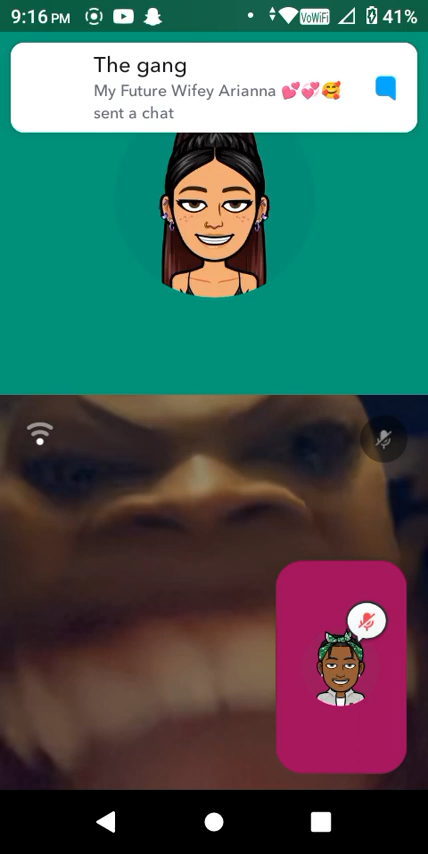 9:16 PM VoWiFi 41%
The gang
My Future Wifey Arianna 💕💞🥰
sent a chat